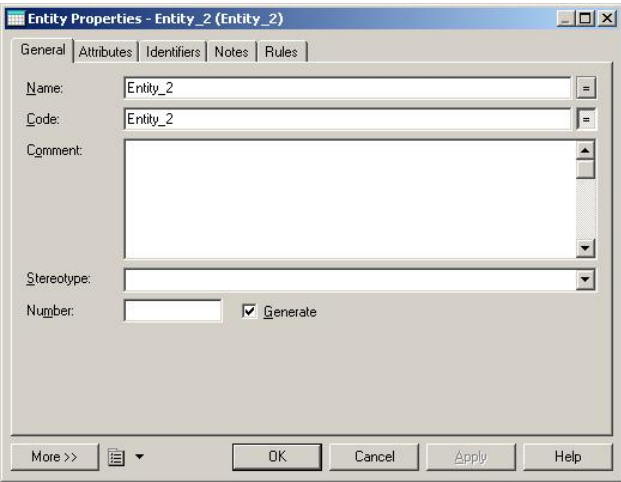 Entity Properties - Entity_2 (Entity_2)
General Attributes Identifiers Notes Rules
Name: Entity_2 =
Code: Entity_2 =
Comment:
Stereotype:
Number: Generate
More >> OK Cancel Apply Help